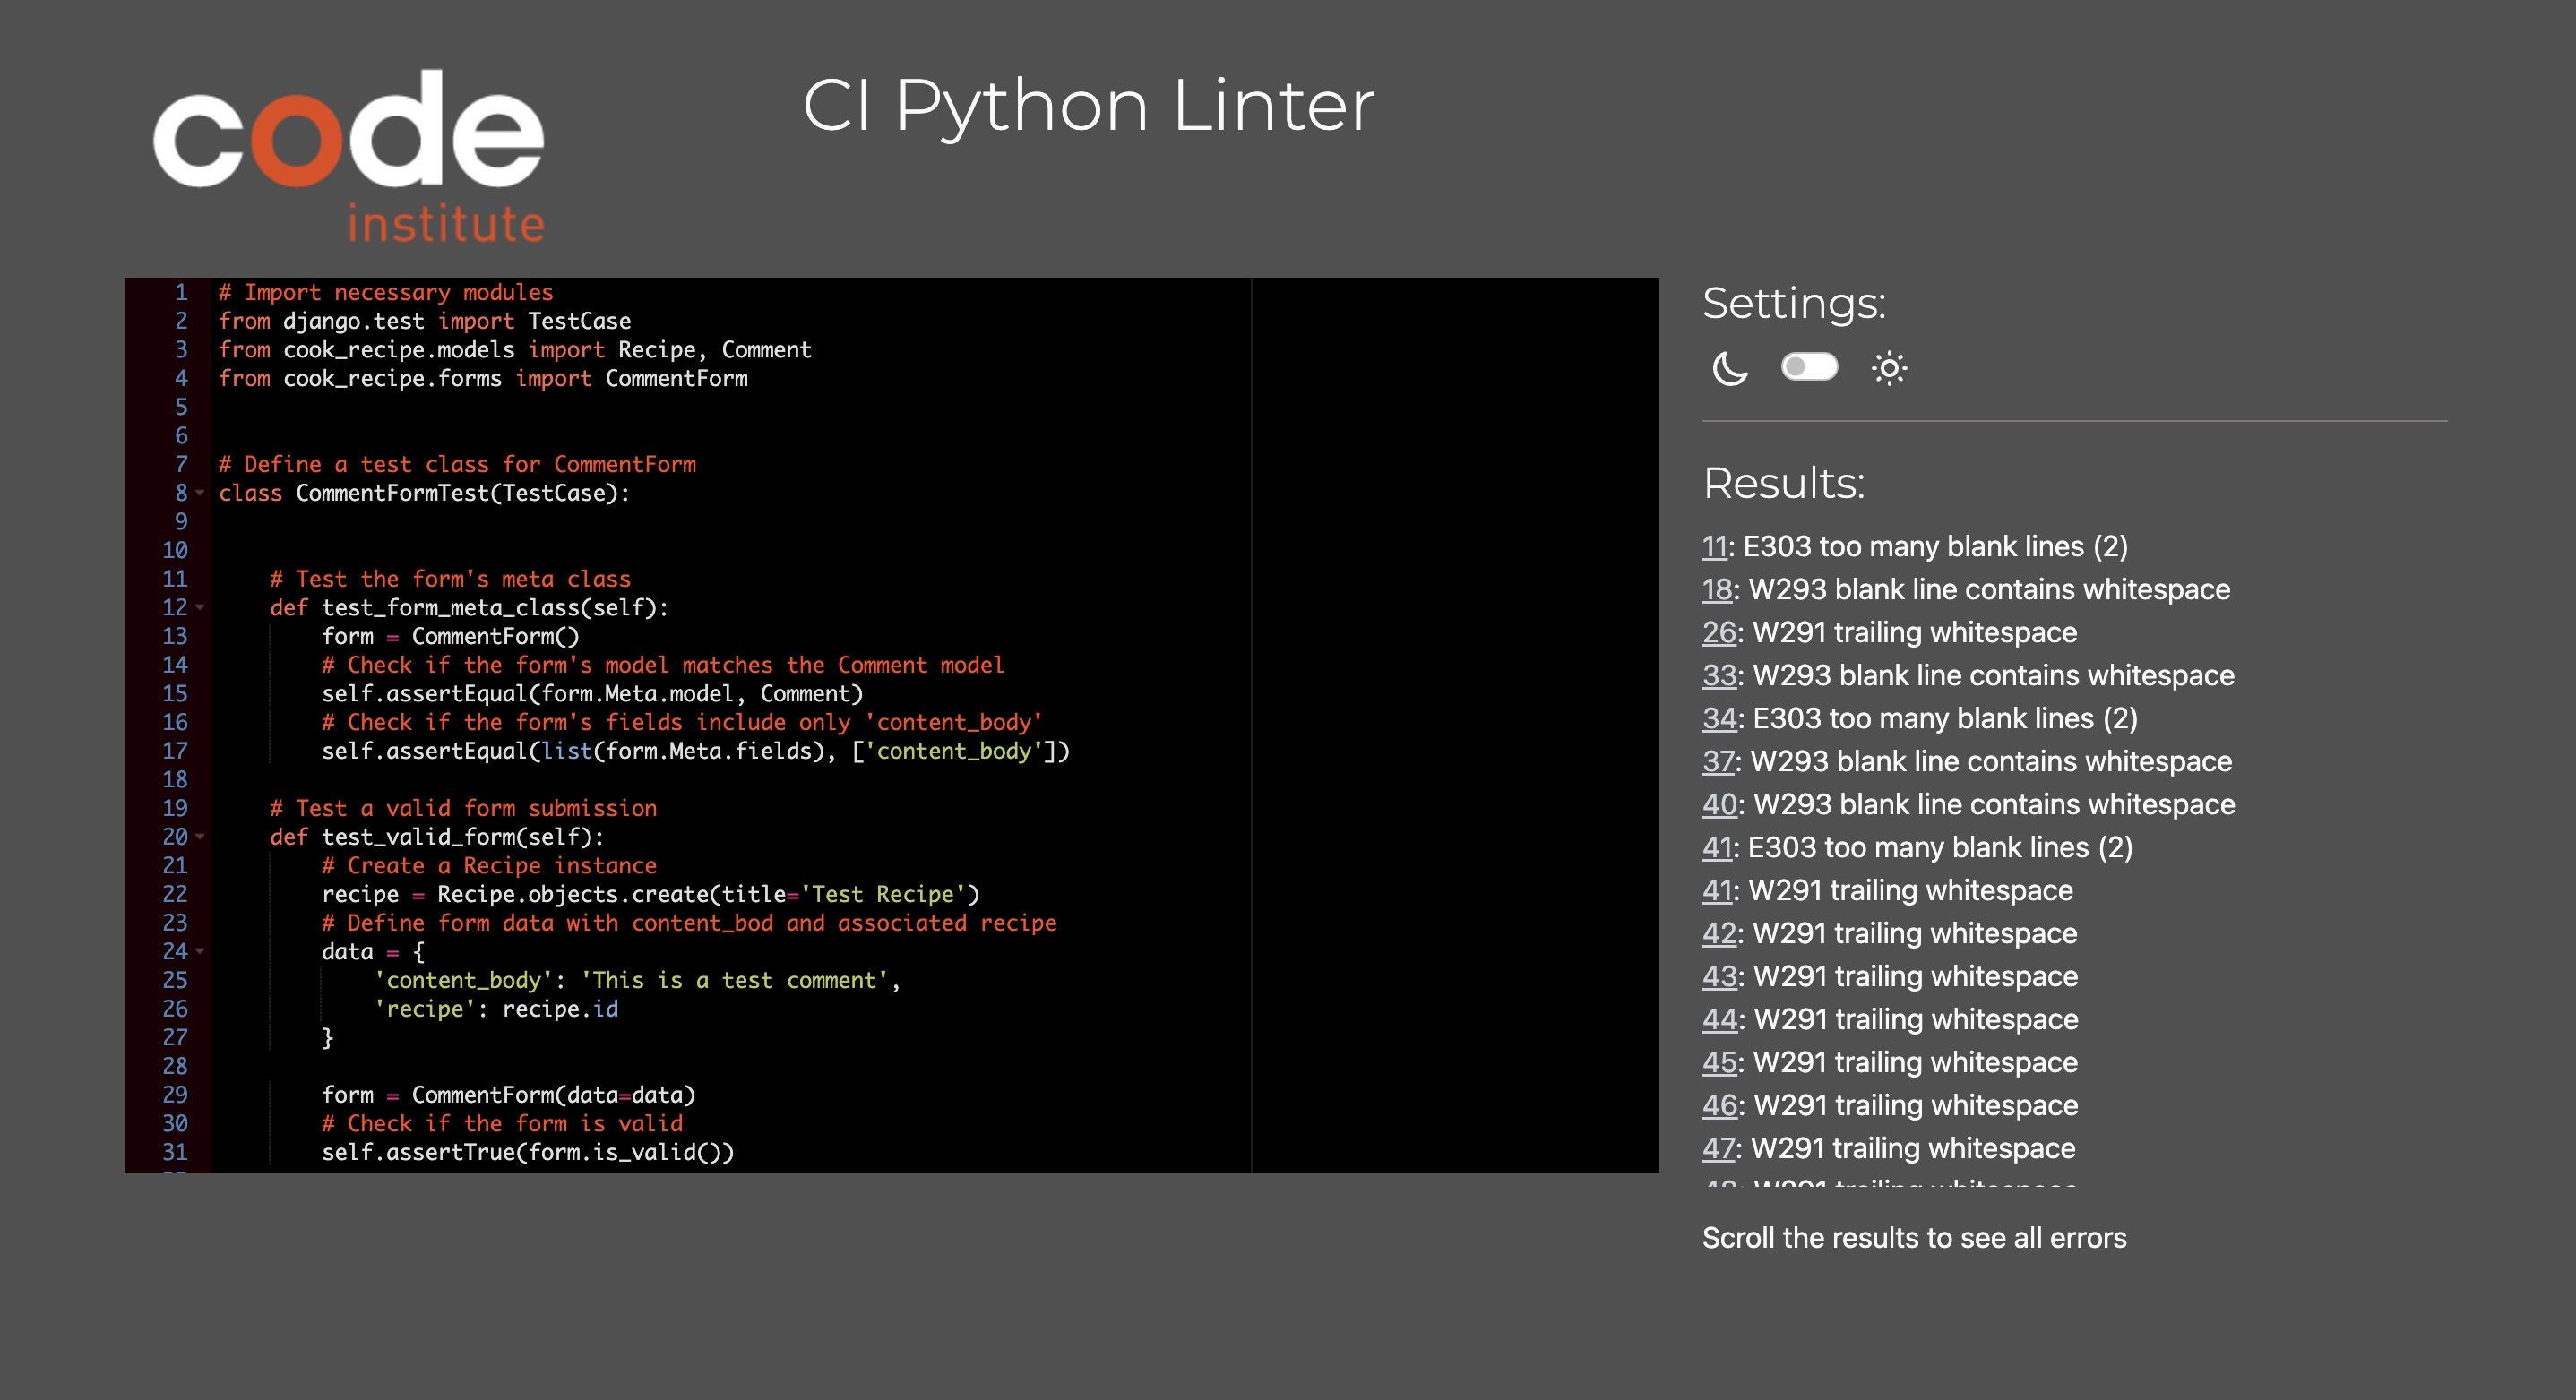 code
institute
CI Python Linter
1 # Import necessary modules
2 from django.test import TestCase
3 from cook_recipe.models import Recipe, Comment
4 from cook_recipe.forms import CommentForm
5
6
7 # Define a test class for CommentForm
8 class CommentFormTest(TestCase):
9
10
11     # Test the form's meta class
12     def test_form_meta_class(self):
13         form = CommentForm()
14         # Check if the form's model matches the Comment model
15         self.assertEqual(form.Meta.model, Comment)
16         # Check if the form's fields include only 'content_body'
17         self.assertEqual(list(form.Meta.fields), ['content_body'])
18
19     # Test a valid form submission
20     def test_valid_form(self):
21         # Create a Recipe instance
22         recipe = Recipe.objects.create(title='Test Recipe')
23         # Define form data with content_bod and associated recipe
24         data = {
25             'content_body': 'This is a test comment',
26             'recipe': recipe.id
27         }
28
29         form = CommentForm(data=data)
30         # Check if the form is valid
31         self.assertTrue(form.is_valid())
Settings:
Results:
11: E303 too many blank lines (2)
18: W293 blank line contains whitespace
26: W291 trailing whitespace
33: W293 blank line contains whitespace
34: E303 too many blank lines (2)
37: W293 blank line contains whitespace
40: W293 blank line contains whitespace
41: E303 too many blank lines (2)
41: W291 trailing whitespace
42: W291 trailing whitespace
43: W291 trailing whitespace
44: W291 trailing whitespace
45: W291 trailing whitespace
46: W291 trailing whitespace
47: W291 trailing whitespace
48: W291 trailing whitespace
Scroll the results to see all errors